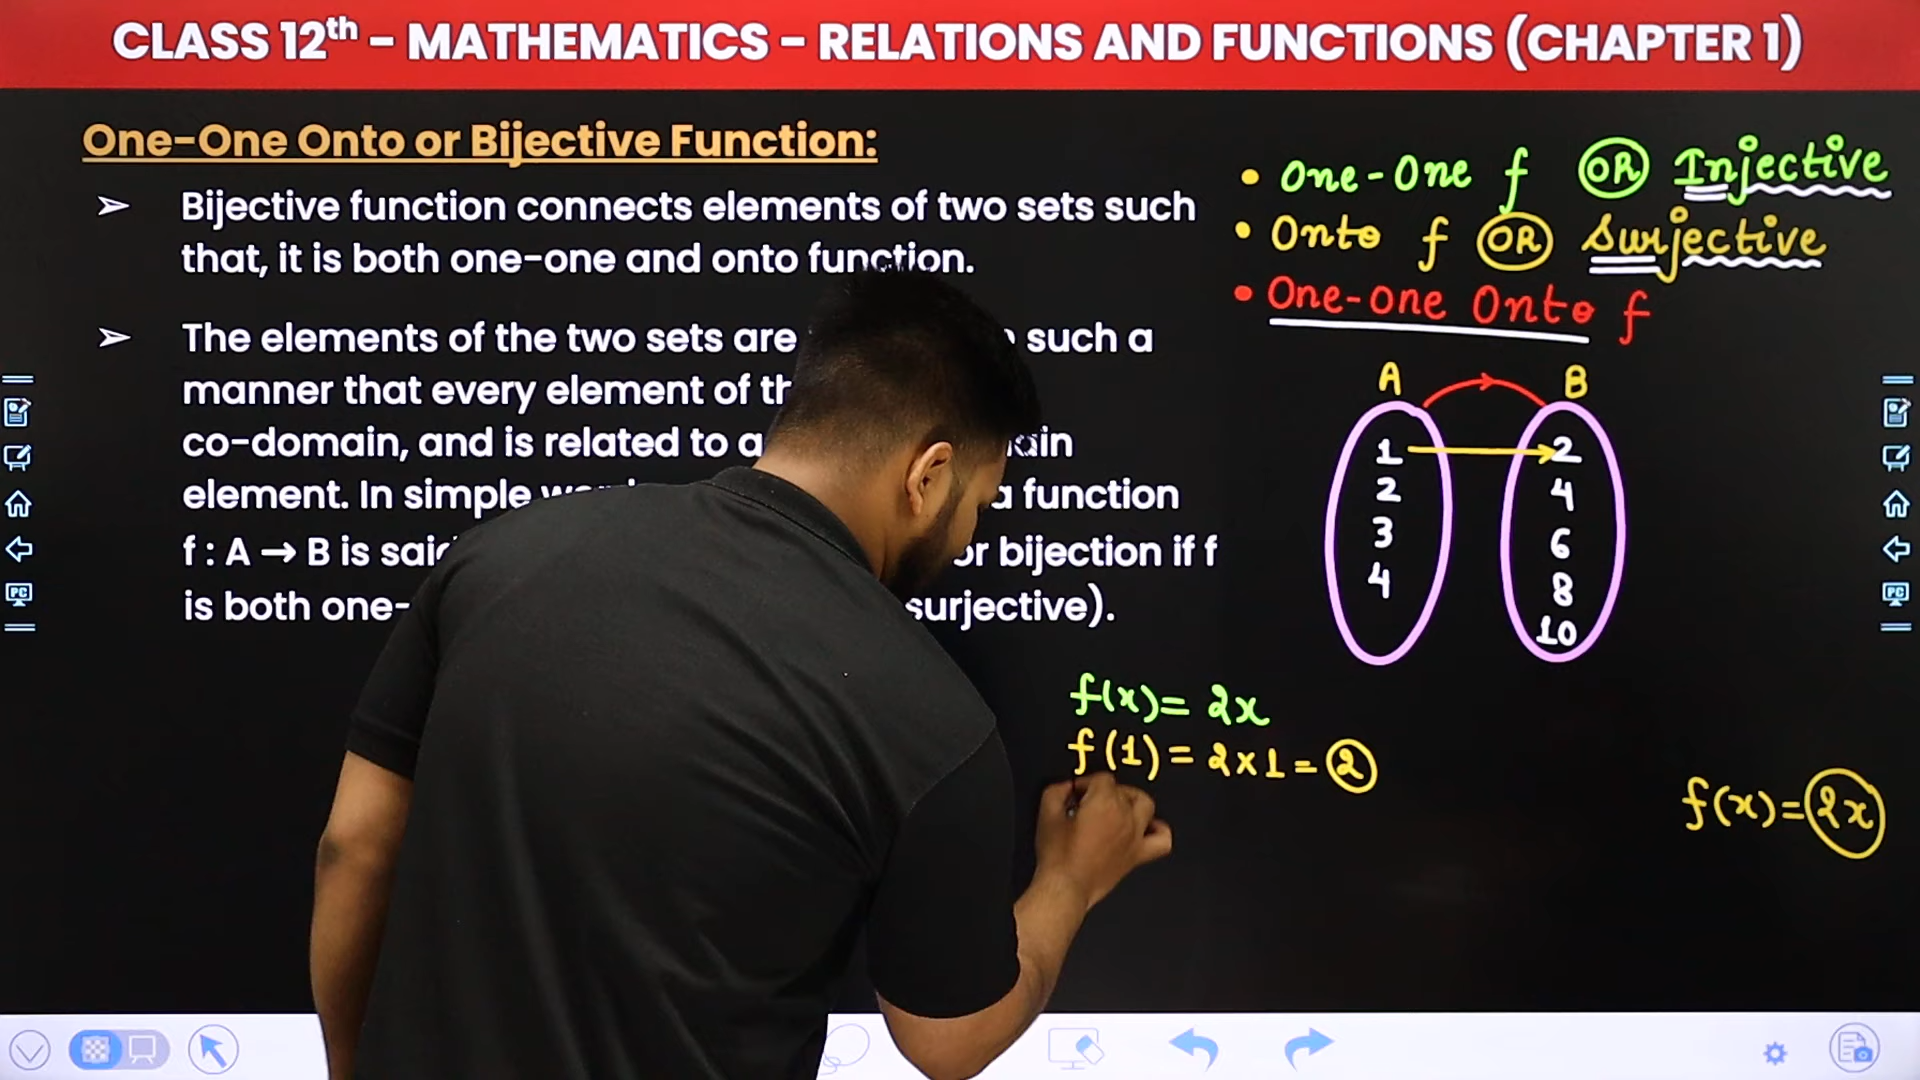 CLASS 12th - MATHEMATICS - RELATIONS AND FUNCTIONS (CHAPTER 1)
One-One Onto or Bijective Function:
➢ Bijective function connects elements of two sets such
that, it is both one-one and onto function.
➢ The elements of the two sets are such a
manner that every element of
co-domain, and is related to
element. In simple a function
f : A → B is said or bijection if f
is both one- surjective).
• One-One f OR Injective
• Onto f OR Surjective
• One-one Onto f
A B
1 2
2 4
3 6
4 8
10
f(x) = 2x
f(1) = 2×1 = 2
f(x) = 2x
PC
PC